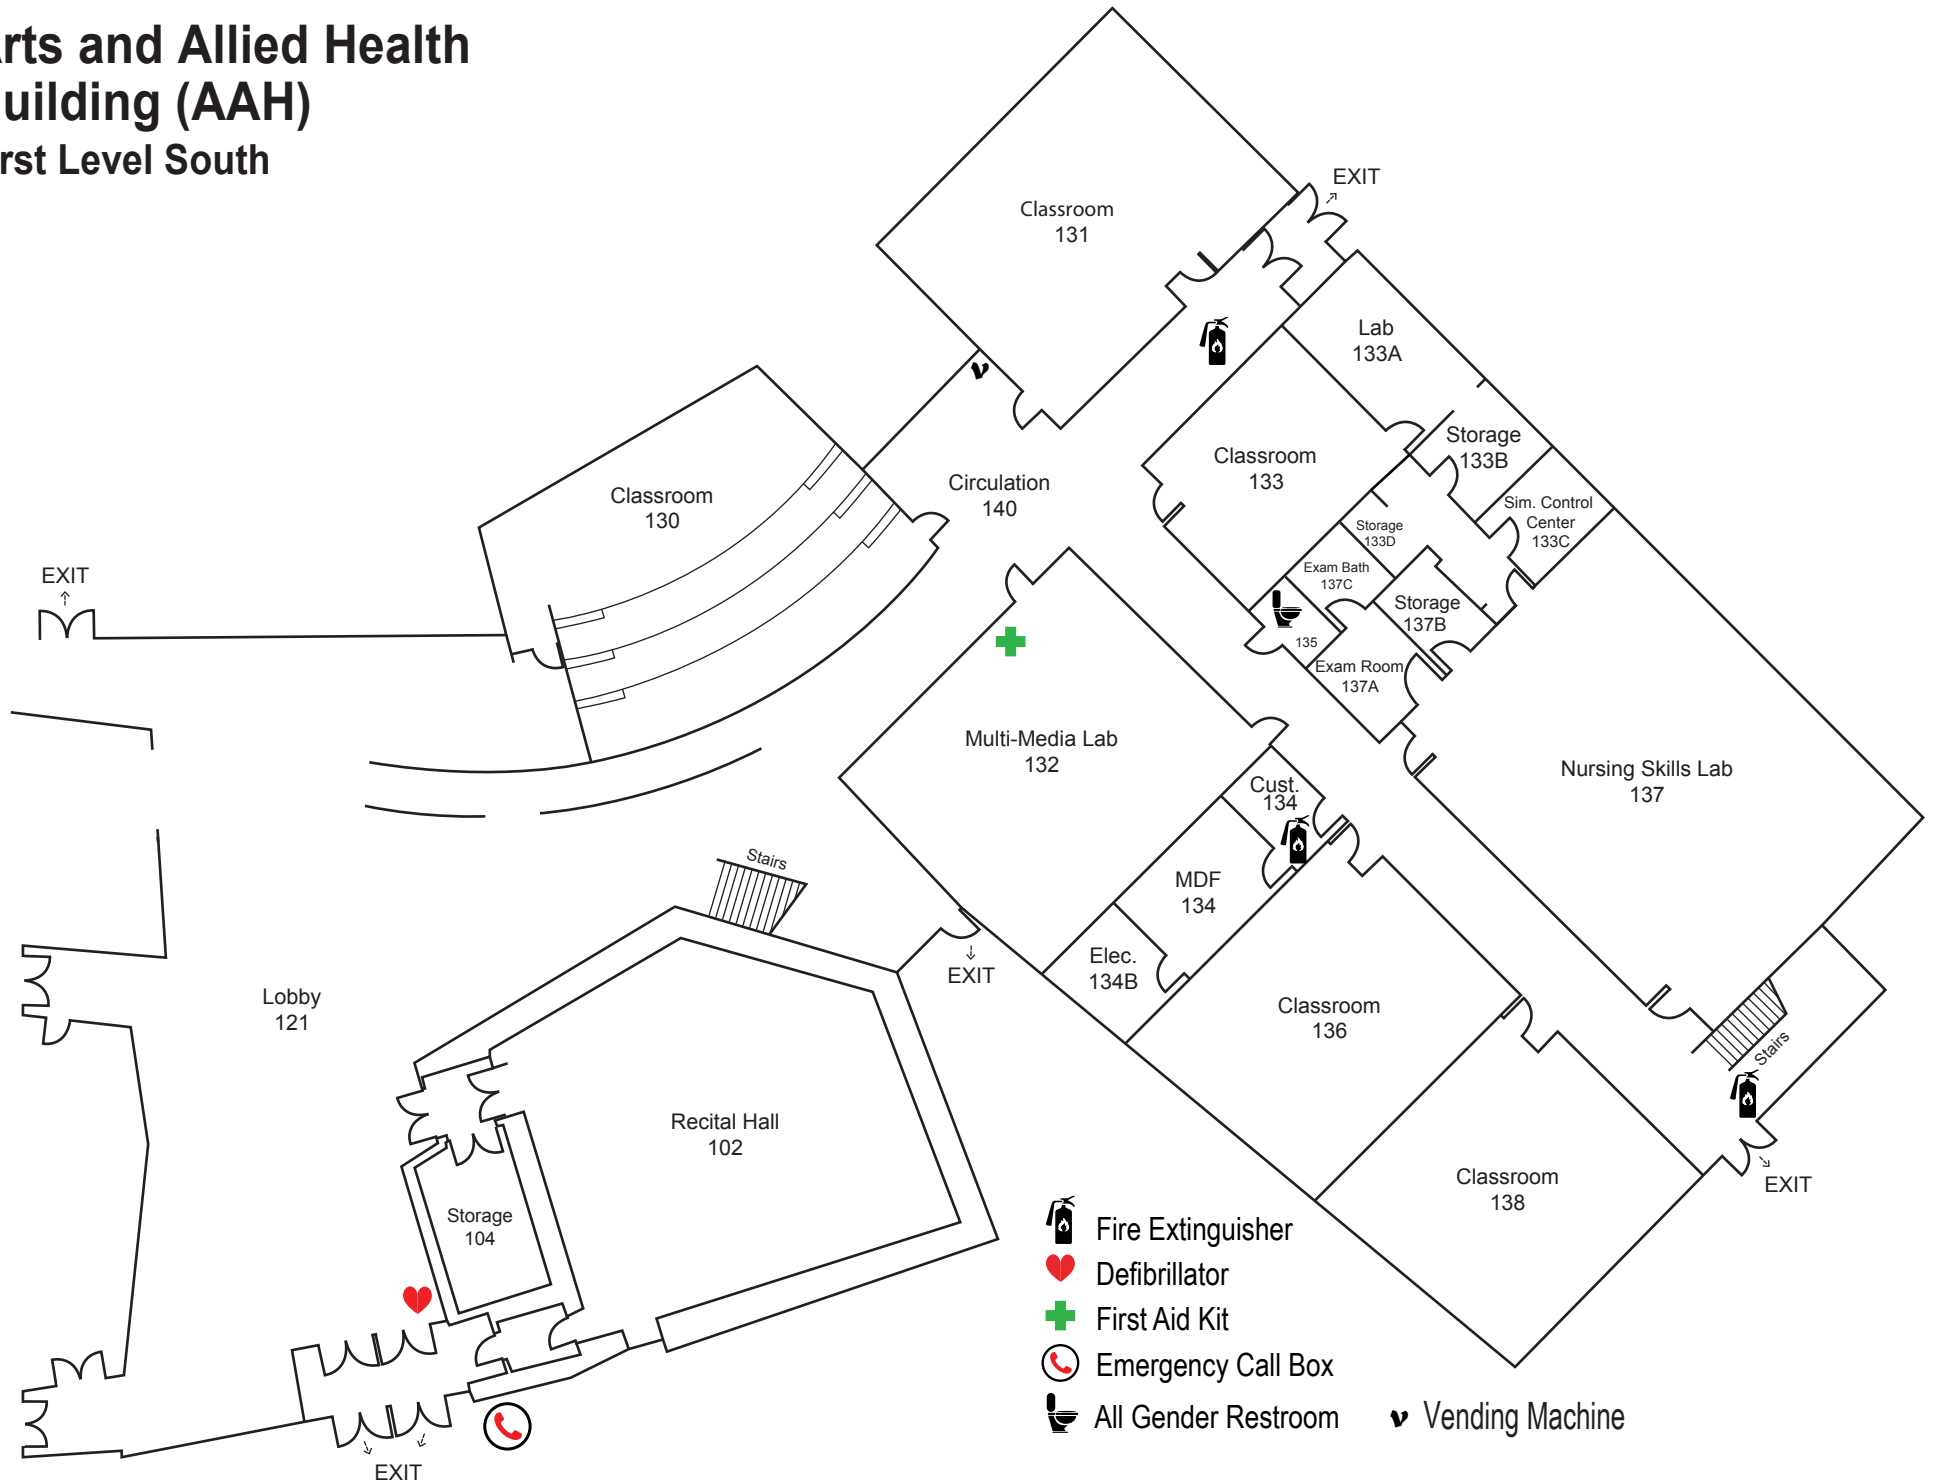 rts and Allied Health
uilding (AAH)
rst Level South
EXIT
Classroom
131
Lab
133A
Classroom
133
Storage
133B
Sim. Control
Center
133C
Storage
133D
Exam Bath
137C
Storage
137B
135
Exam Room
137A
Classroom
130
Circulation
140
EXIT
Multi-Media Lab
132
Nursing Skills Lab
137
Cust.
134
MDF
134
Elec.
134B
Stairs
EXIT
Lobby
121
Classroom
136
Stairs
Recital Hall
102
Classroom
138
EXIT
Storage
104
Fire Extinguisher
Defibrillator
First Aid Kit
Emergency Call Box
All Gender Restroom
v Vending Machine
EXIT